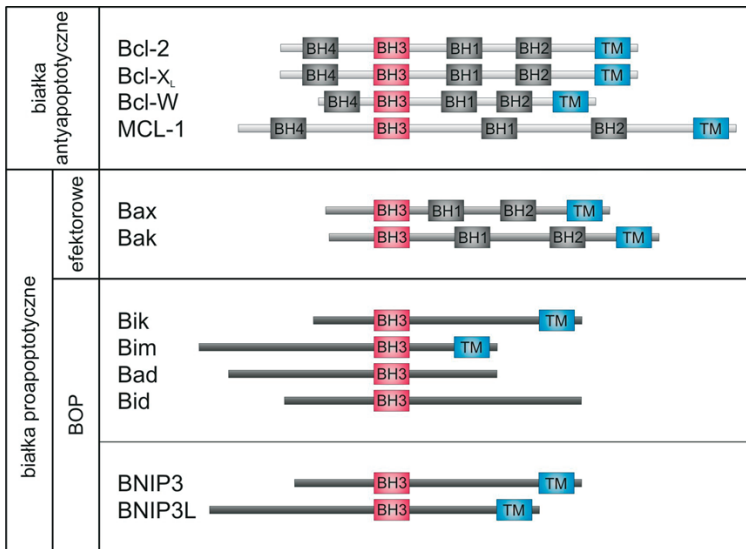 białka
antyapoptotyczne
Bcl-2 BH4 BH3 BH1 BH2 TM
Bcl-XL BH4 BH3 BH1 BH2 TM
Bcl-W BH4 BH3 BH1 BH2 TM
MCL-1 BH4 BH3 BH1 BH2 TM
białka proapoptotyczne
efektorowe
Bax BH3 BH1 BH2 TM
Bak BH3 BH1 BH2 TM
BOP
Bik BH3 TM
Bim BH3 TM
Bad BH3
Bid BH3
BNIP3 BH3 TM
BNIP3L BH3 TM